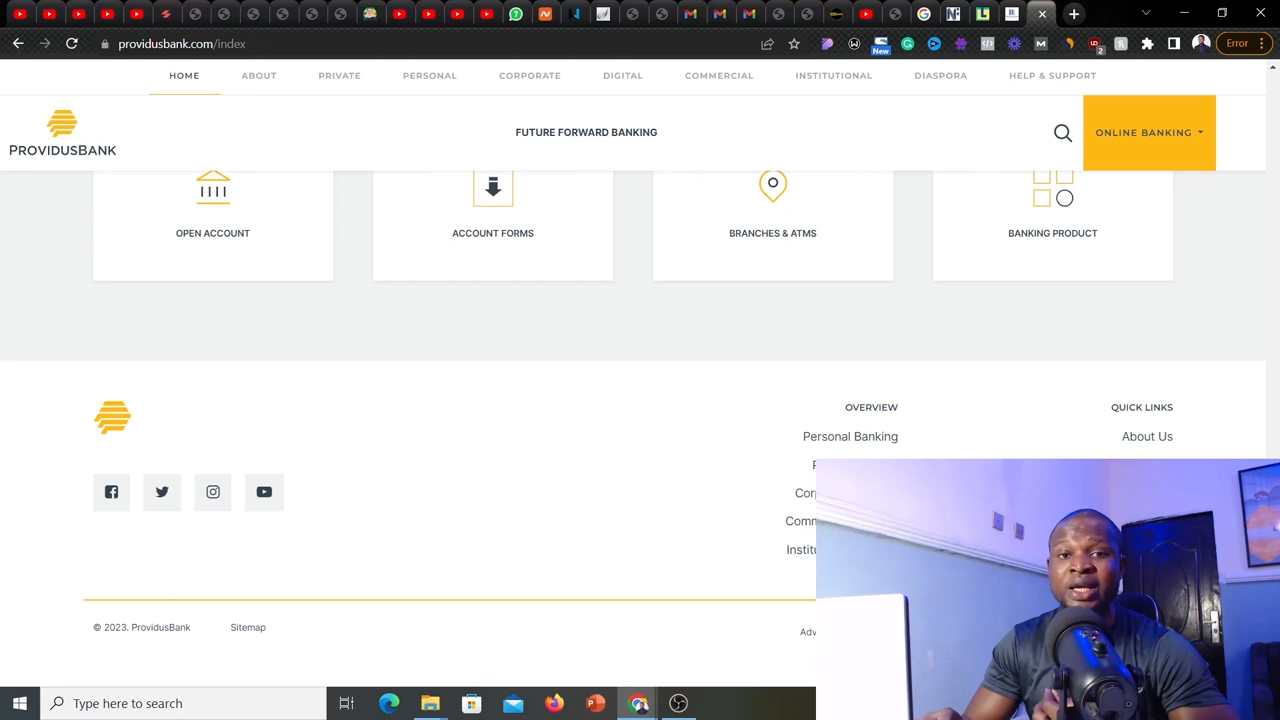 providusbank.com/index
New
2
Error
HOME ABOUT PRIVATE PERSONAL CORPORATE DIGITAL COMMERCIAL INSTITUTIONAL DIASPORA HELP & SUPPORT
PROVIDUSBANK
FUTURE FORWARD BANKING
ONLINE BANKING
OPEN ACCOUNT
ACCOUNT FORMS
BRANCHES & ATMS
BANKING PRODUCT
OVERVIEW
Personal Banking
QUICK LINKS
About Us
© 2023. ProvidusBank
Sitemap
Type here to search